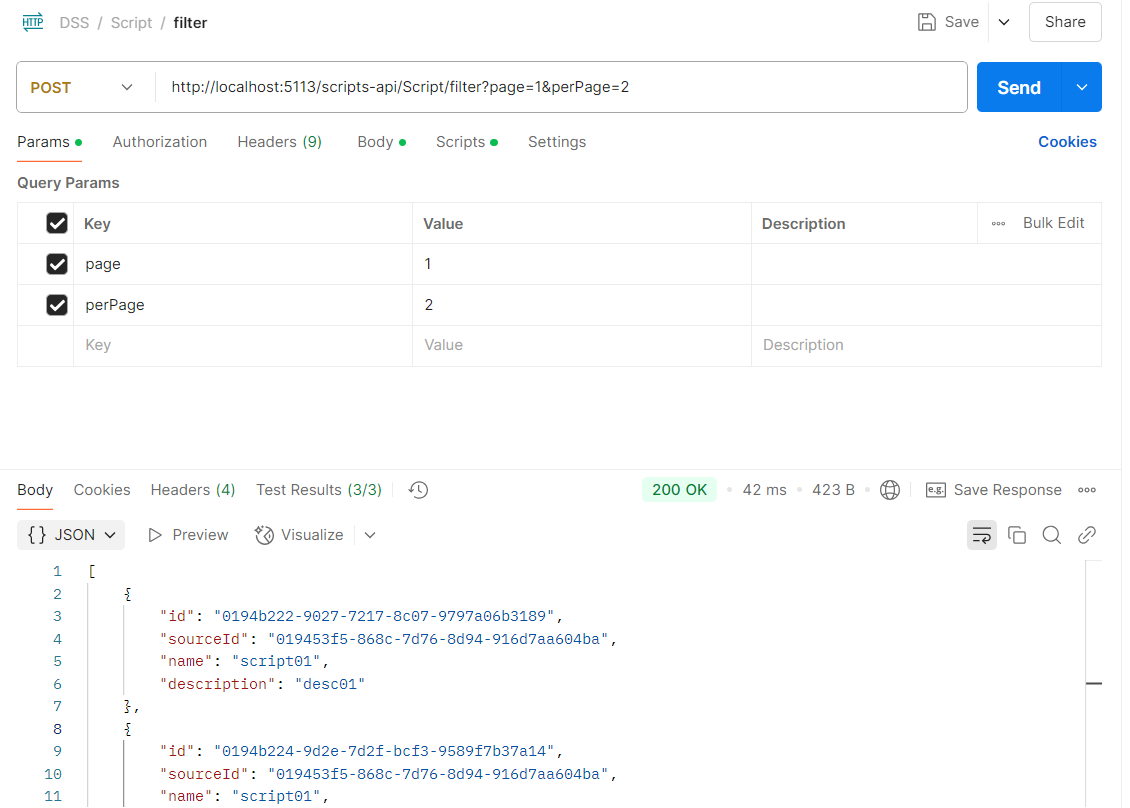 HTTP DSS / Script / filter Save Share
POST http://localhost:5113/scripts-api/Script/filter?page=1&perPage=2 Send
Params Authorization Headers (9) Body Scripts Settings Cookies
Query Params
Key Value Description Bulk Edit
page 1
perPage 2
Key Value Description
Body Cookies Headers (4) Test Results (3/3) 200 OK 42 ms 423 B e.g. Save Response
{} JSON Preview Visualize
1 [
2 {
3 "id": "0194b222-9027-7217-8c07-9797a06b3189",
4 "sourceId": "019453f5-868c-7d76-8d94-916d7aa604ba",
5 "name": "script01",
6 "description": "desc01"
7 },
8 {
9 "id": "0194b224-9d2e-7d2f-bcf3-9589f7b37a14",
10 "sourceId": "019453f5-868c-7d76-8d94-916d7aa604ba",
11 "name": "script01",